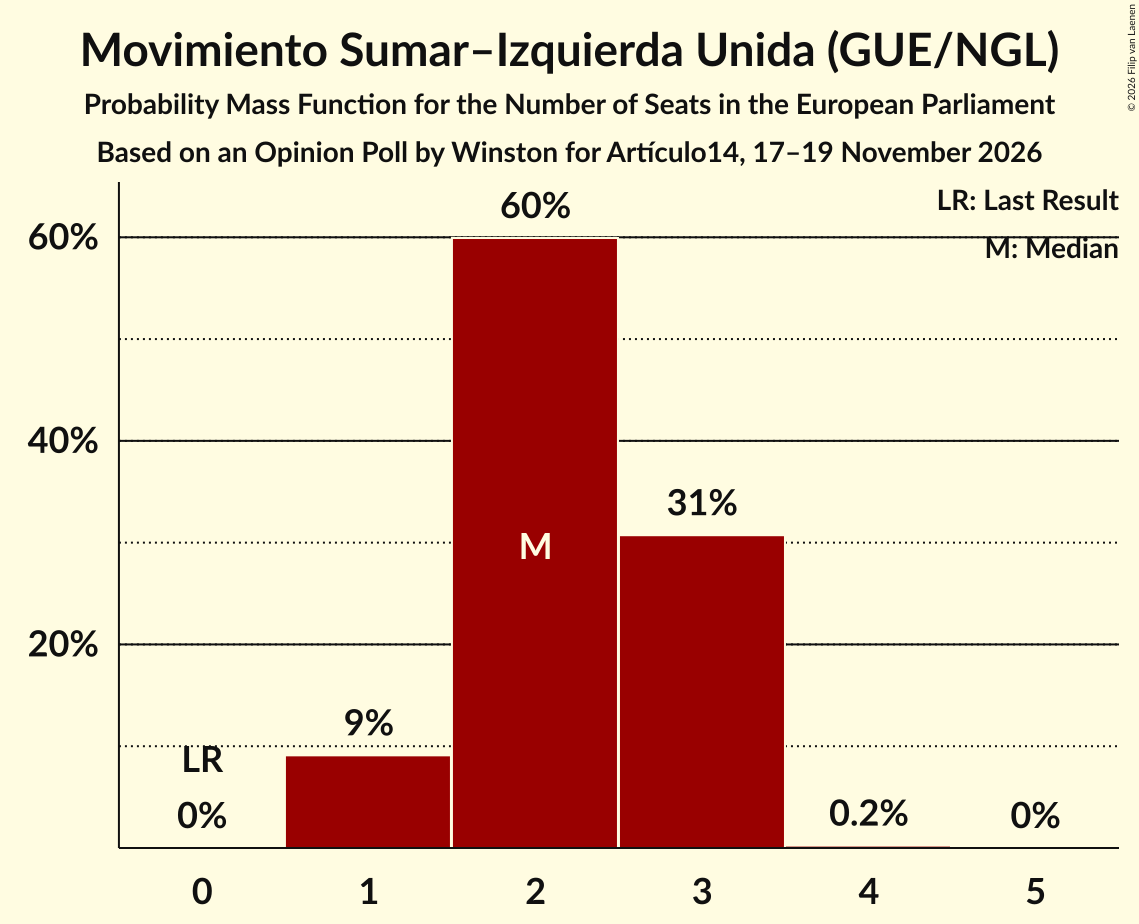 Movimiento Sumar–Izquierda Unida (GUE/NGL)
Probability Mass Function for the Number of Seats in the European Parliament
Based on an Opinion Poll by Winston for Artículo14, 17–19 November 2026
© 2026 Filip van Laenen
LR: Last Result
M: Median
60%
40%
20%
LR
0%
9%
60%
M
31%
0.2%
0%
0 1 2 3 4 5